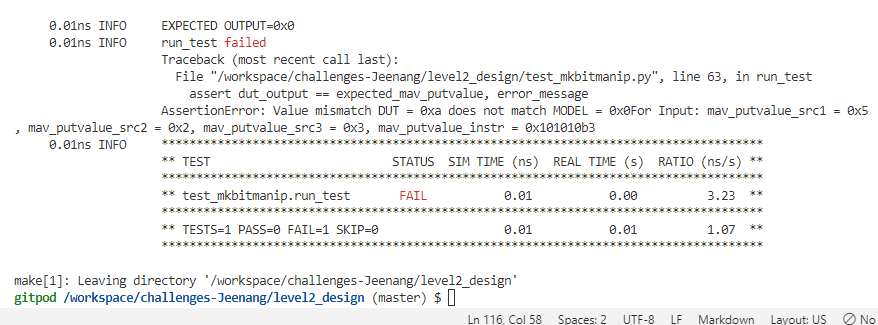 0.01ns INFO     EXPECTED OUTPUT=0x0
0.01ns INFO     run_test failed
Traceback (most recent call last):
File "/workspace/challenges-Jeenang/level2_design/test_mkbitmanip.py", line 63, in run_test
assert dut_output == expected_mav_putvalue, error_message
AssertionError: Value mismatch DUT = 0xa does not match MODEL = 0x0For Input: mav_putvalue_src1 = 0x5
, mav_putvalue_src2 = 0x2, mav_putvalue_src3 = 0x3, mav_putvalue_instr = 0x101010b3
0.01ns INFO     **************************************************************************************
** TEST                          STATUS  SIM TIME (ns)  REAL TIME (s)  RATIO (ns/s) **
**************************************************************************************
** test_mkbitmanip.run_test       FAIL           0.01           0.00          3.23  **
**************************************************************************************
** TESTS=1 PASS=0 FAIL=1 SKIP=0                  0.01           0.01          1.07  **
**************************************************************************************
make[1]: Leaving directory '/workspace/challenges-Jeenang/level2_design'
gitpod /workspace/challenges-Jeenang/level2_design (master) $
Ln 116, Col 58   Spaces: 2   UTF-8   LF   Markdown   Layout: US   No